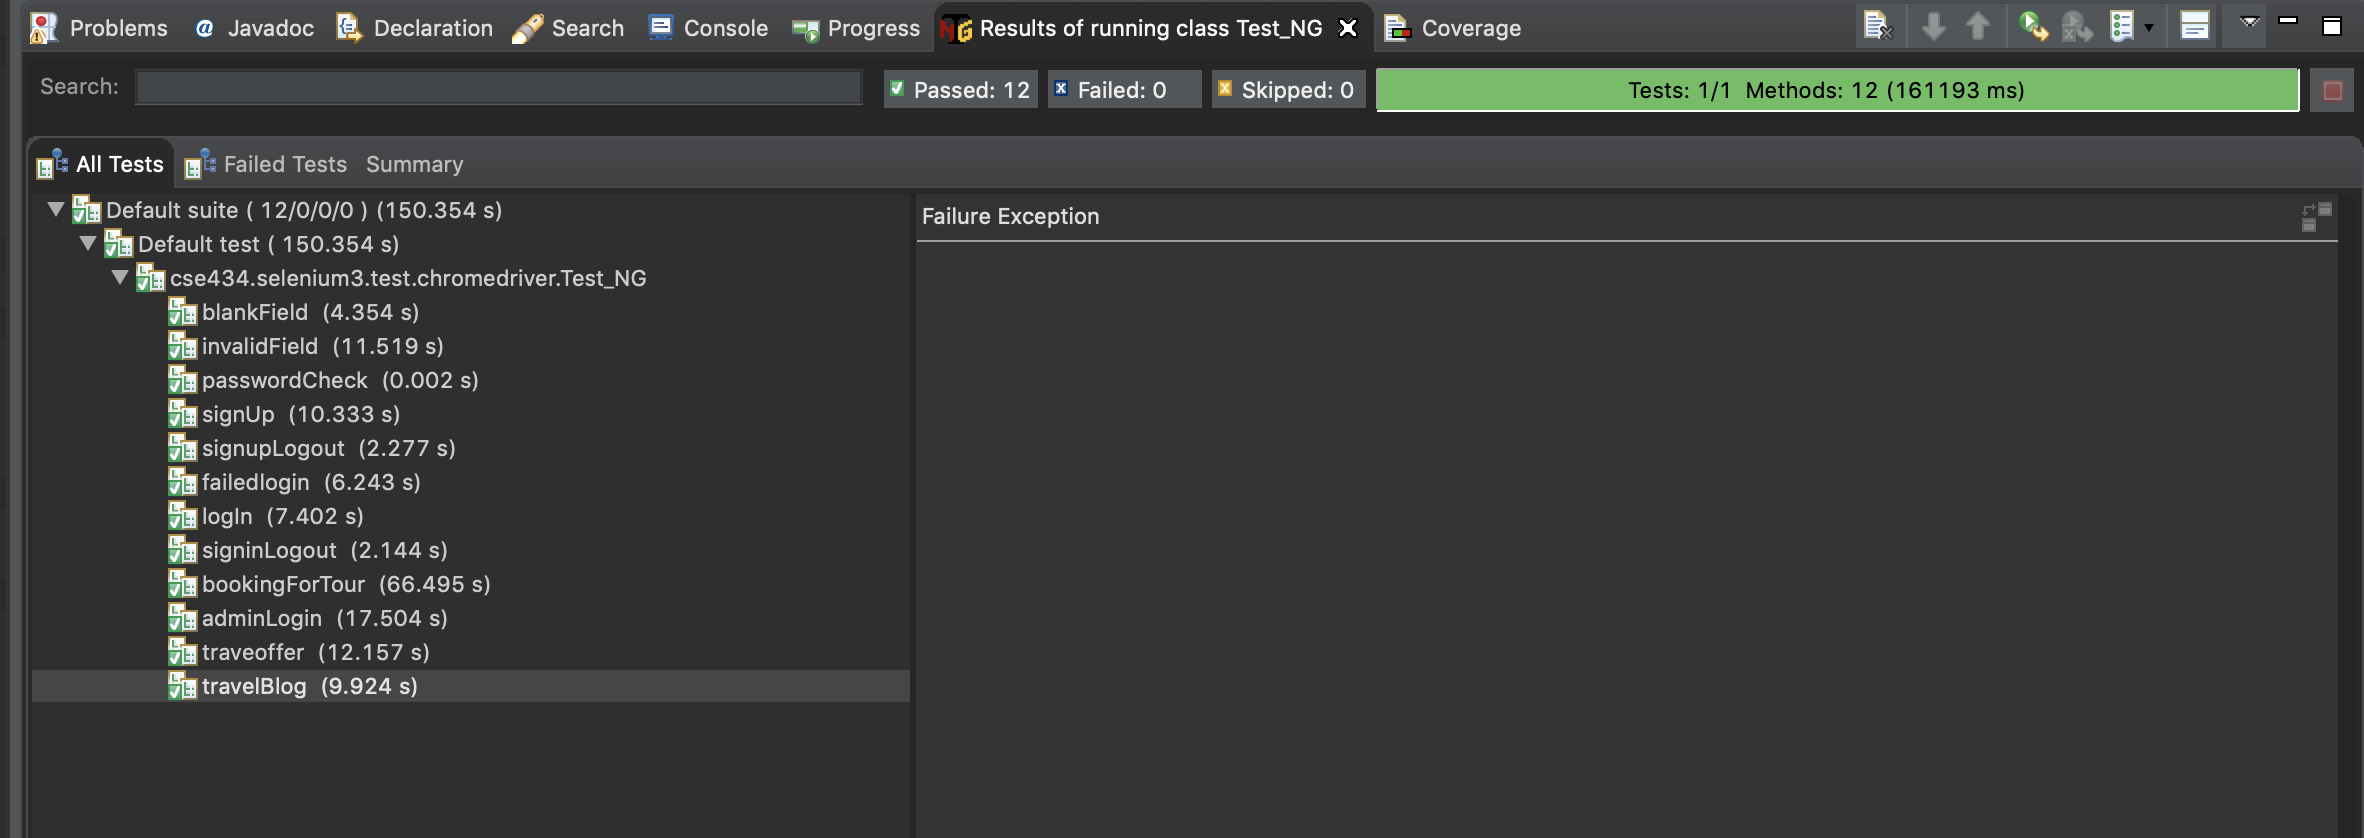 Problems @ Javadoc Declaration Search Console Progress Results of running class Test_NG Coverage
Search: Passed: 12 Failed: 0 Skipped: 0 Tests: 1/1 Methods: 12 (161193 ms)
All Tests Failed Tests Summary
Default suite ( 12/0/0/0 ) (150.354 s)
Failure Exception
Default test ( 150.354 s)
cse434.selenium3.test.chromedriver.Test_NG
blankField (4.354 s)
invalidField (11.519 s)
passwordCheck (0.002 s)
signUp (10.333 s)
signupLogout (2.277 s)
failedlogin (6.243 s)
logIn (7.402 s)
signinLogout (2.144 s)
bookingForTour (66.495 s)
adminLogin (17.504 s)
traveoffer (12.157 s)
travelBlog (9.924 s)